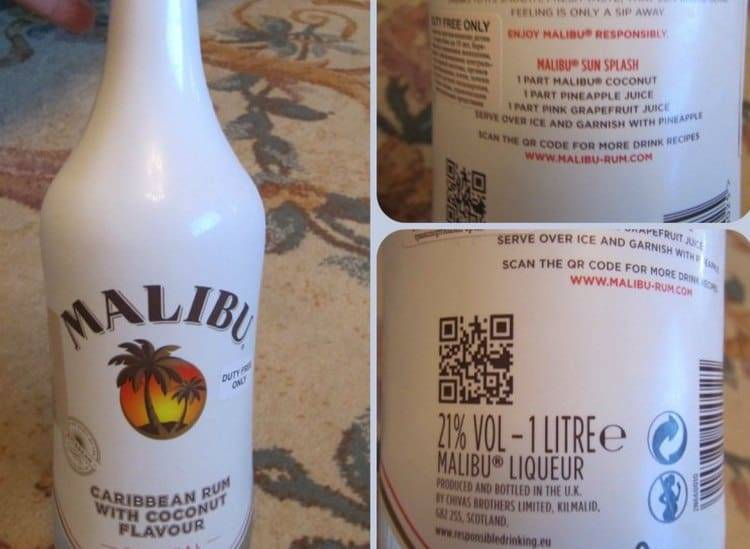 MALIBU
®
DUTY FREE
ONLY
CARIBBEAN RUM
WITH COCONUT
FLAVOUR
FEELING IS ONLY A SIP AWAY.
DUTY FREE ONLY
ENJOY MALIBU® RESPONSIBLY.
MALIBU® SUN SPLASH
1 PART MALIBU® COCONUT
1 PART PINEAPPLE JUICE
1 PART PINK GRAPEFRUIT JUICE
SERVE OVER ICE AND GARNISH WITH PINEAPPLE
SCAN THE QR CODE FOR MORE DRINK RECIPES
WWW.MALIBU-RUM.COM
GRAPEFRUIT JUICE
SERVE OVER ICE AND GARNISH WITH PINEAPPLE
SCAN THE QR CODE FOR MORE DRINK RECIPES
WWW.MALIBU-RUM.COM
21% VOL – 1 LITRE e
MALIBU® LIQUEUR
PRODUCED AND BOTTLED IN THE U.K.
BY CHIVAS BROTHERS LIMITED, KILMALID,
G82 2SS, SCOTLAND.
www.responsibledrinking.eu